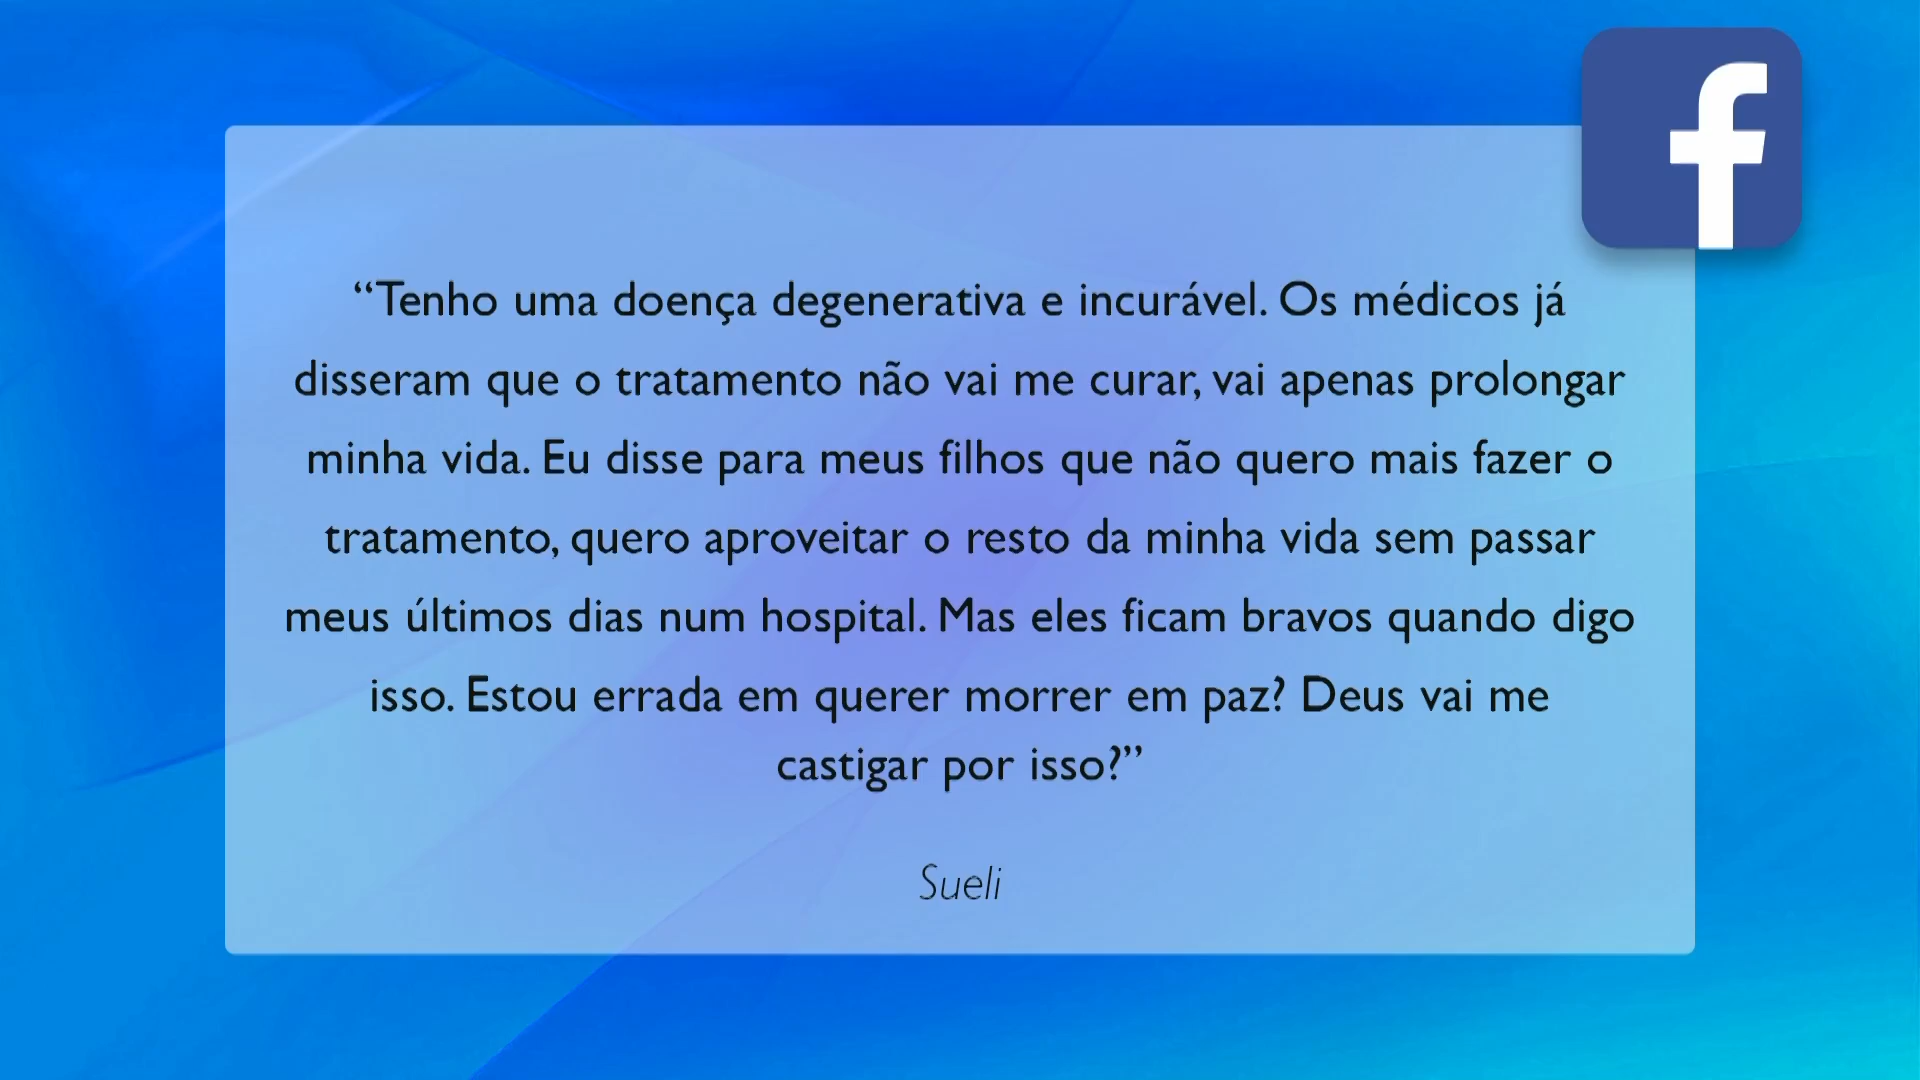 “Tenho uma doença degenerativa e incurável. Os médicos já
disseram que o tratamento não vai me curar, vai apenas prolongar
minha vida. Eu disse para meus filhos que não quero mais fazer o
tratamento, quero aproveitar o resto da minha vida sem passar
meus últimos dias num hospital. Mas eles ficam bravos quando digo
isso. Estou errada em querer morrer em paz? Deus vai me
castigar por isso?”
Sueli